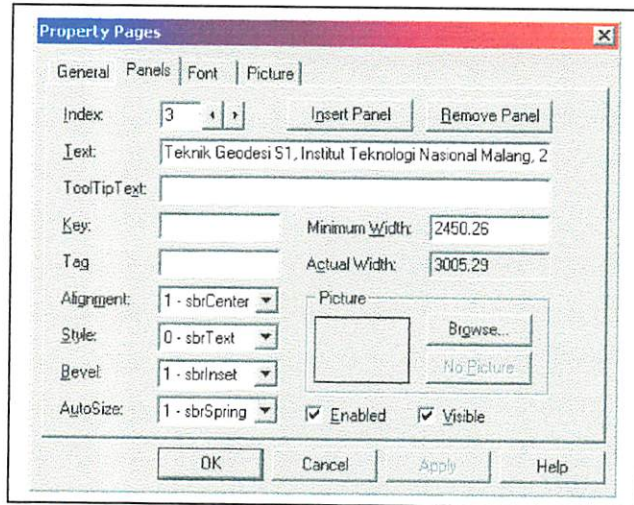 Property Pages
General Panels Font Picture
Index: 3 Insert Panel Remove Panel
Text: Teknik Geodesi S1, Institut Teknologi Nasional Malang, 2
ToolTipText:
Key: Minimum Width: 2450.26
Tag Actual Width: 3005.29
Alignment: 1 - sbrCenter Picture
Style: 0 - sbrText Browse...
Bevel: 1 - sbrInset No Picture
AutoSize: 1 - sbrSpring Enabled Visible
OK Cancel Apply Help